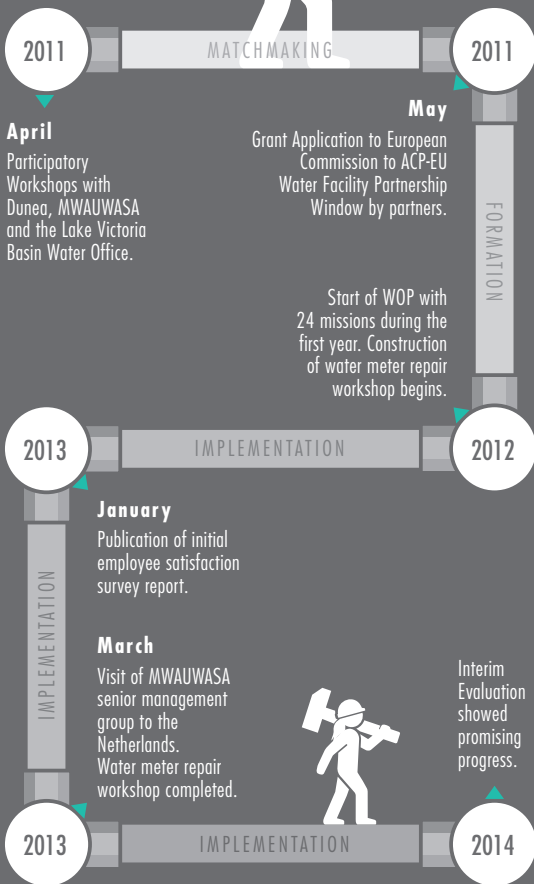 2011
MATCHMAKING
2011
April
Participatory
Workshops with
Dunea, MWAUWASA
and the Lake Victoria
Basin Water Office.
May
Grant Application to European
Commission to ACP-EU
Water Facility Partnership
Window by partners.
FORMATION
Start of WOP with
24 missions during the
first year. Construction
of water meter repair
workshop begins.
2012
IMPLEMENTATION
2013
January
Publication of initial
employee satisfaction
survey report.
IMPLEMENTATION
March
Visit of MWAUWASA
senior management
group to the
Netherlands.
Water meter repair
workshop completed.
2013
IMPLEMENTATION
2014
Interim
Evaluation
showed
promising
progress.